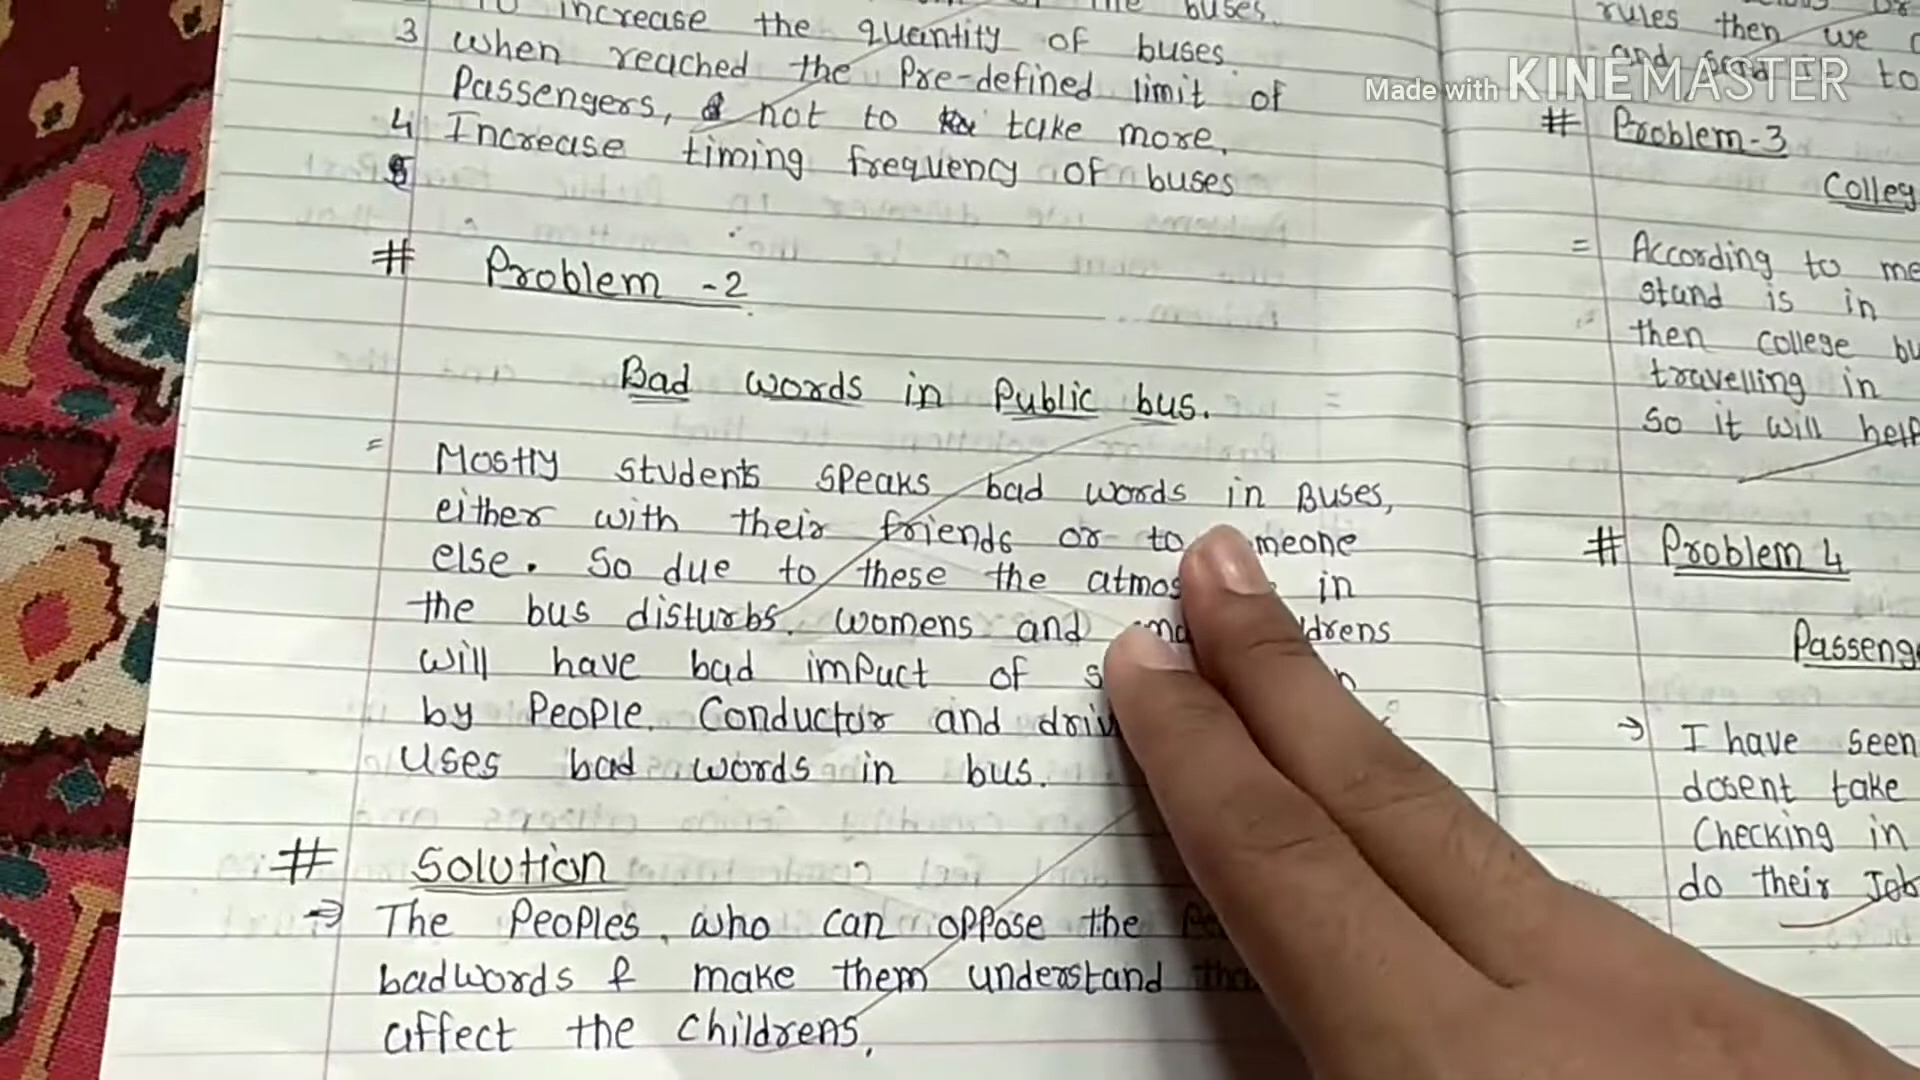 To increase the quantity of buses.
3 when reached the Pre-defined limit of
Passengers, not to take more.
4 Increase timing frequency of buses
5
# Problem -2
Bad words in Public bus.
= Mostly students speaks bad words in Buses,
either with their friends or to
else. So due to these the in
the bus disturbs. womens and
will have bad impact of
by People. Conductor and
Uses bad words in bus.
# Solution
⇒ The Peoples who can oppose the
badwords & make them understand
affect the childrens.
rules then we
and to
# Problem-3
= According to me
stand is in
then college
travelling in
So it will help
# Problem 4
→ I have seen
dosent take
Checking in
do their Job
Made with KINEMASTER